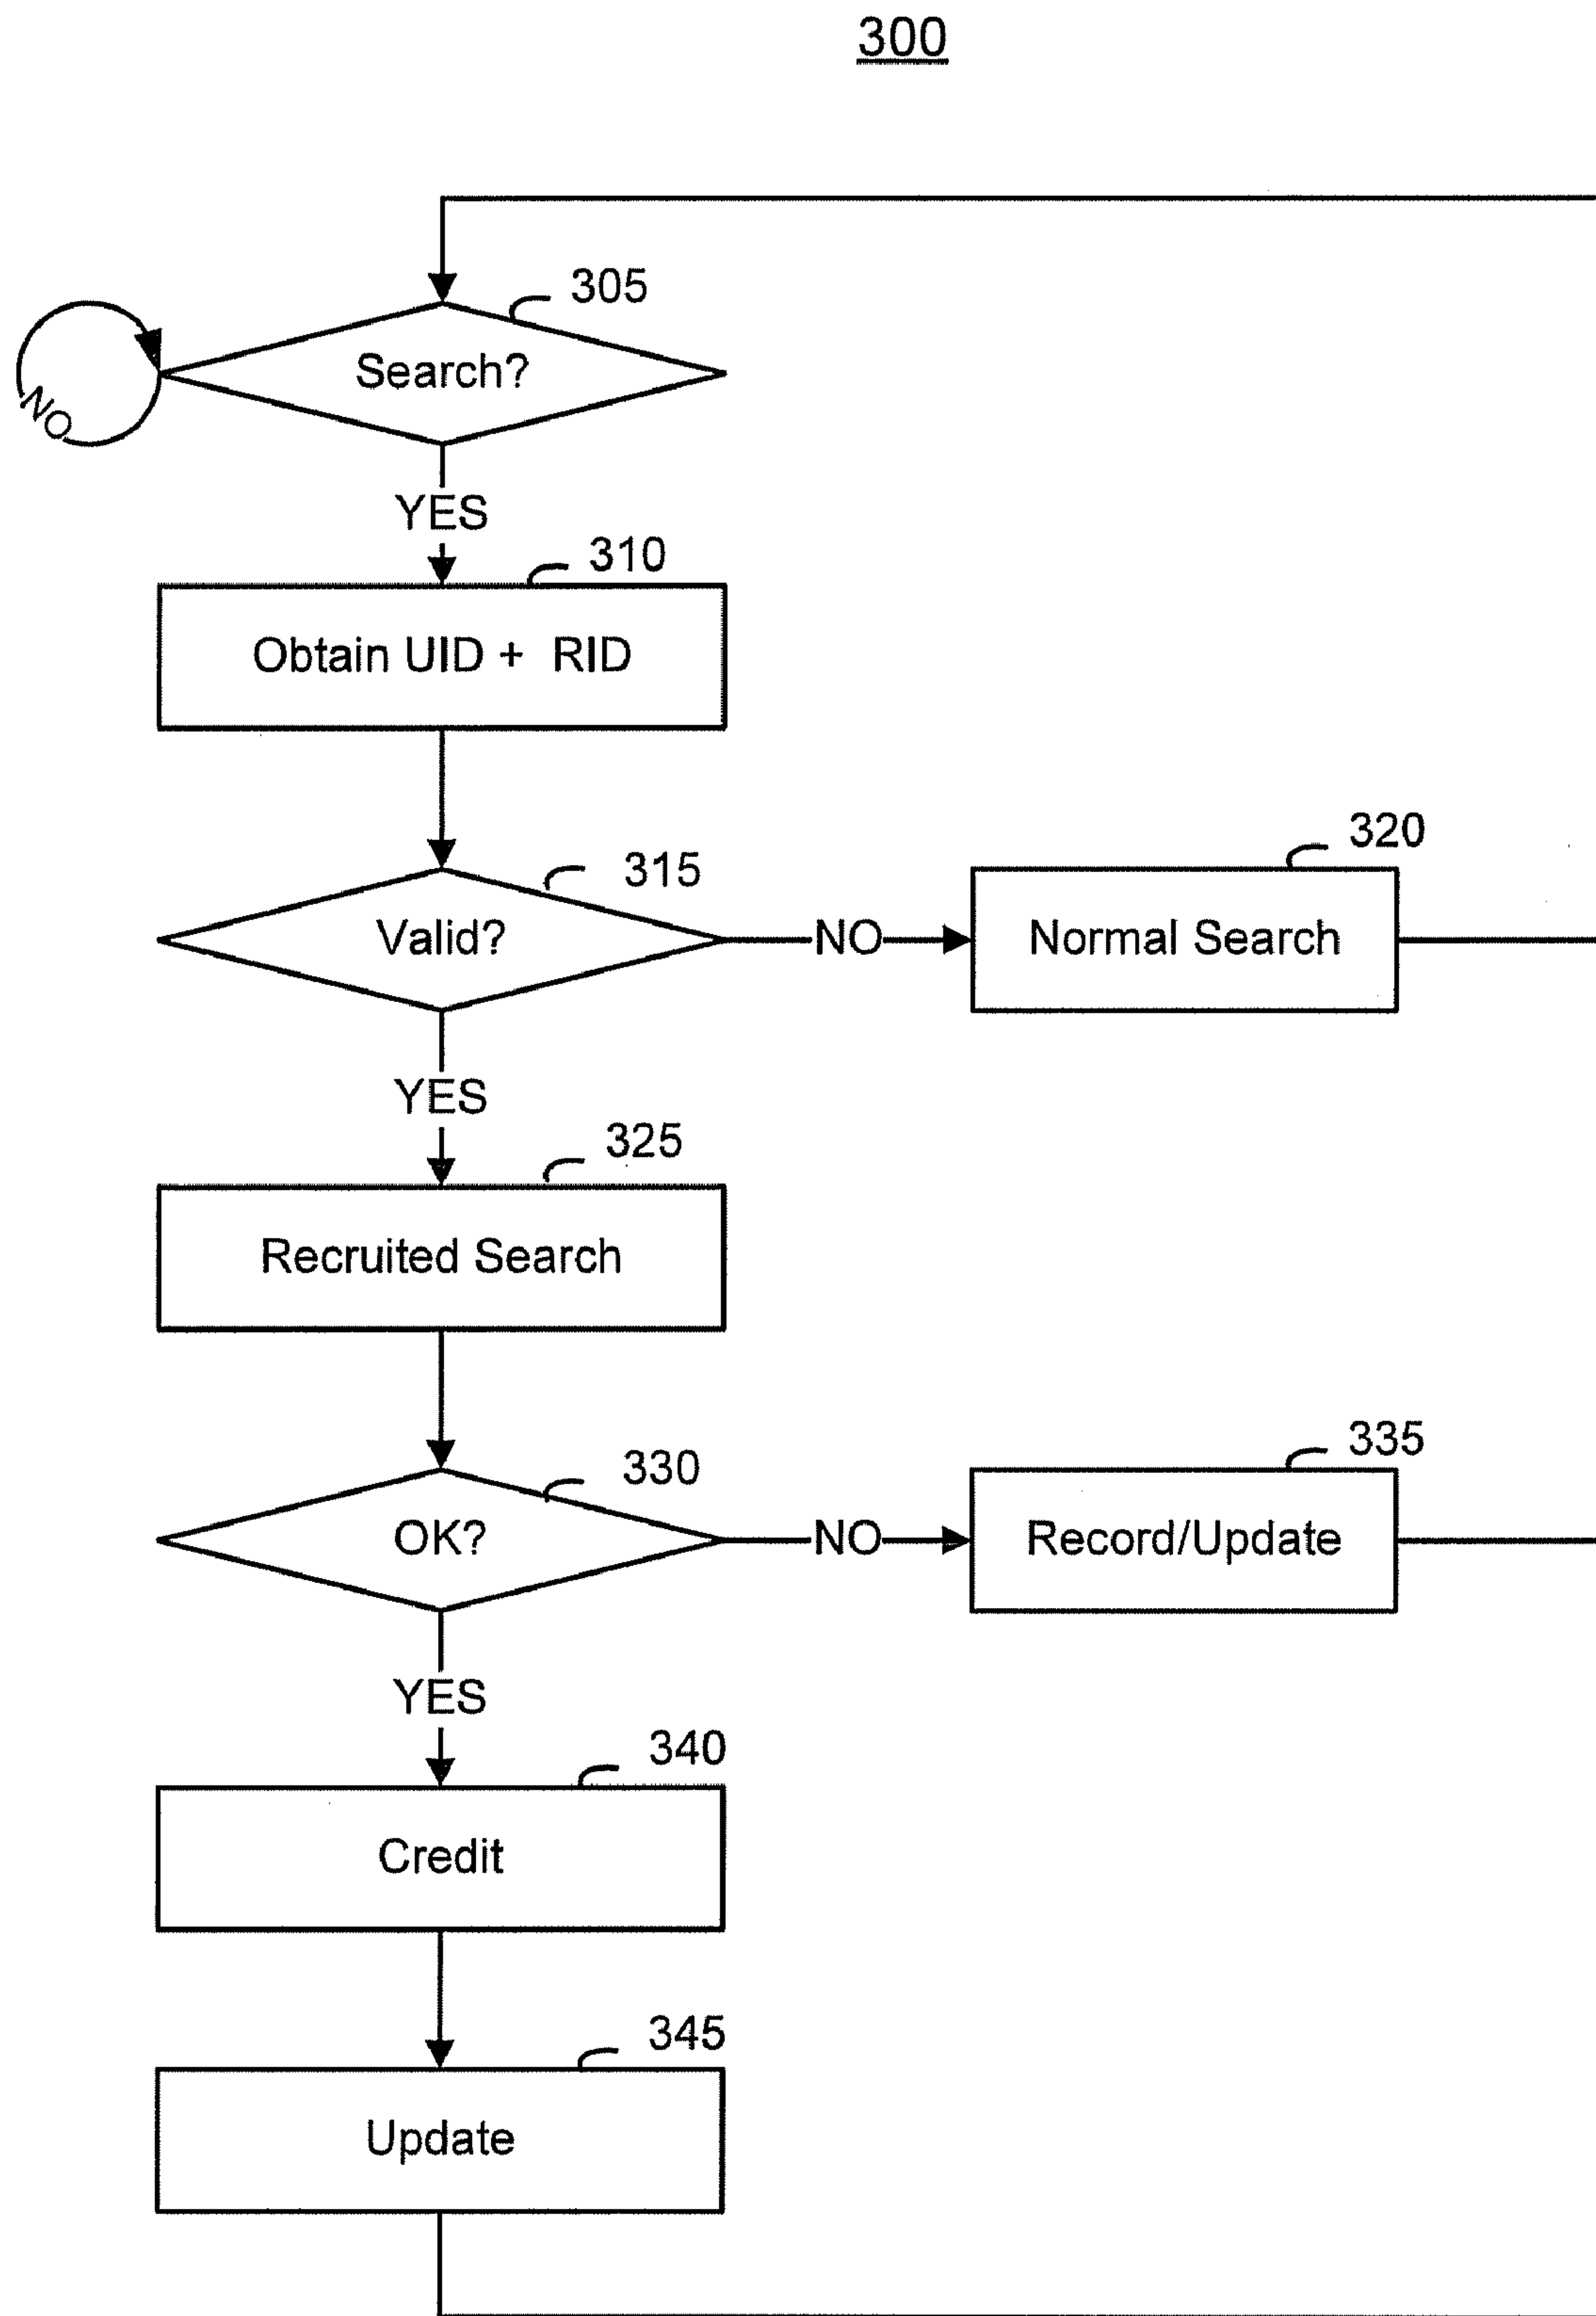 300
305
Search?
NO
YES
310
Obtain UID + RID
315
Valid?
NO
320
Normal Search
YES
325
Recruited Search
330
OK?
NO
335
Record/Update
YES
340
Credit
345
Update